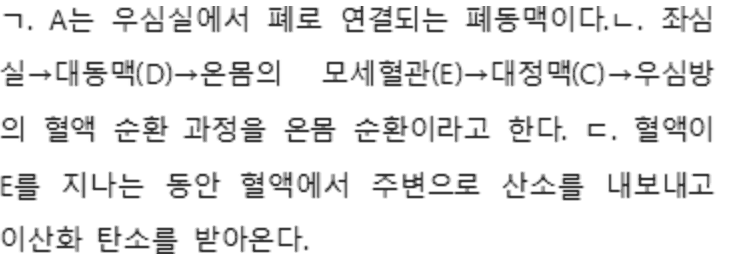 ㄱ. A는 우심실에서 폐로 연결되는 폐동맥이다.ㄴ. 좌심
실→대동맥(D)→온몸의 모세혈관(E)→대정맥(C)→우심방
의 혈액 순환 과정을 온몸 순환이라고 한다. ㄷ. 혈액이
E를 지나는 동안 혈액에서 주변으로 산소를 내보내고
이산화 탄소를 받아온다.